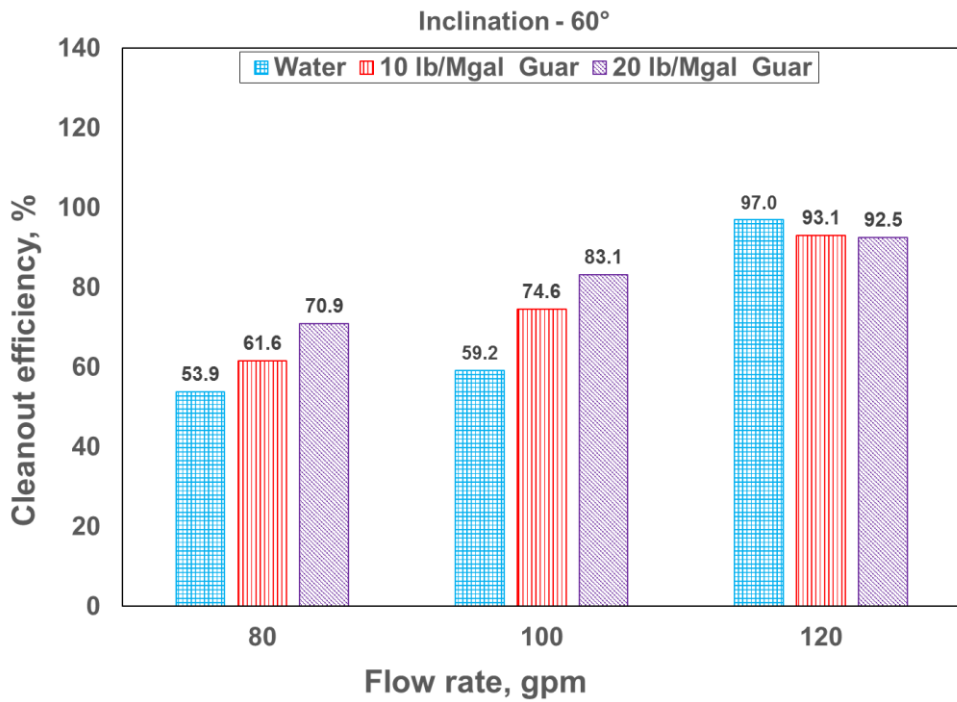 Inclination - 60°
Water 10 lb/Mgal Guar 20 lb/Mgal Guar
140
120
100
80
60
40
20
0
Cleanout efficiency, %
53.9 61.6 70.9
59.2 74.6 83.1
97.0 93.1 92.5
80 100 120
Flow rate, gpm